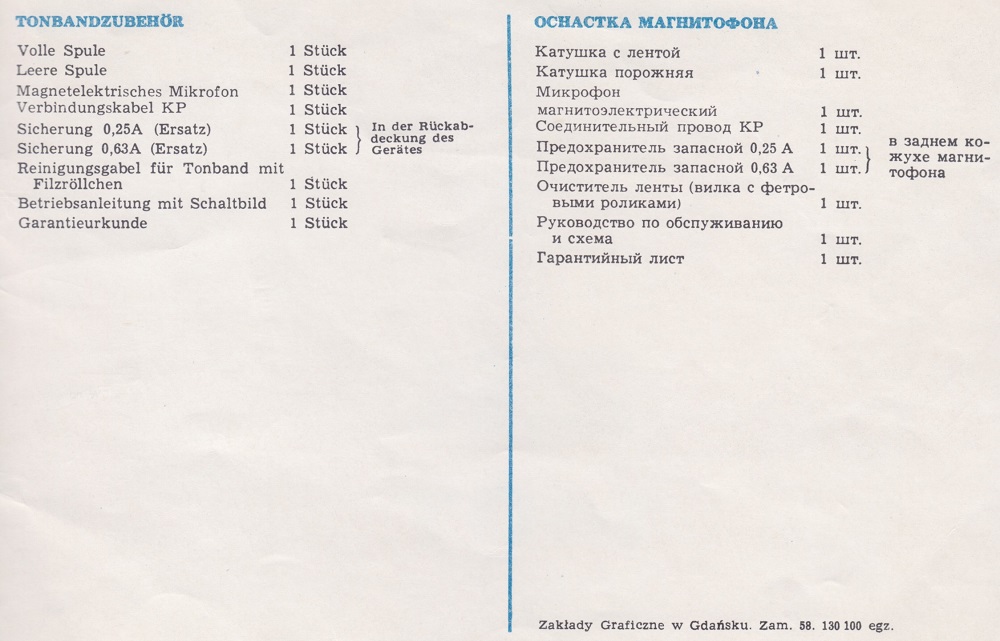 TONBANDZUBEHÖR
Volle Spule 1 Stück
Leere Spule 1 Stück
Magnetelektrisches Mikrofon 1 Stück
Verbindungskabel KP 1 Stück
Sicherung 0,25A (Ersatz) 1 Stück
Sicherung 0,63A (Ersatz) 1 Stück
In der Rückab-
deckung des
Gerätes
Reinigungsgabel für Tonband mit
Filzröllchen 1 Stück
Betriebsanleitung mit Schaltbild 1 Stück
Garantieurkunde 1 Stück
ОСНАСТКА МАГНИТОФОНА
Катушка с лентой 1 шт.
Катушка порожняя 1 шт.
Микрофон
магнитоэлектрический 1 шт.
Соединительный провод КР 1 шт.
Предохранитель запасной 0,25 А 1 шт.
Предохранитель запасной 0,63 А 1 шт.
в заднем ко-
жухе магни-
тофона
Очиститель ленты (вилка с фетро-
выми роликами) 1 шт.
Руководство по обслуживанию
и схема 1 шт.
Гарантийный лист 1 шт.
Zakłady Graficzne w Gdańsku. Zam. 58. 130 100 egz.